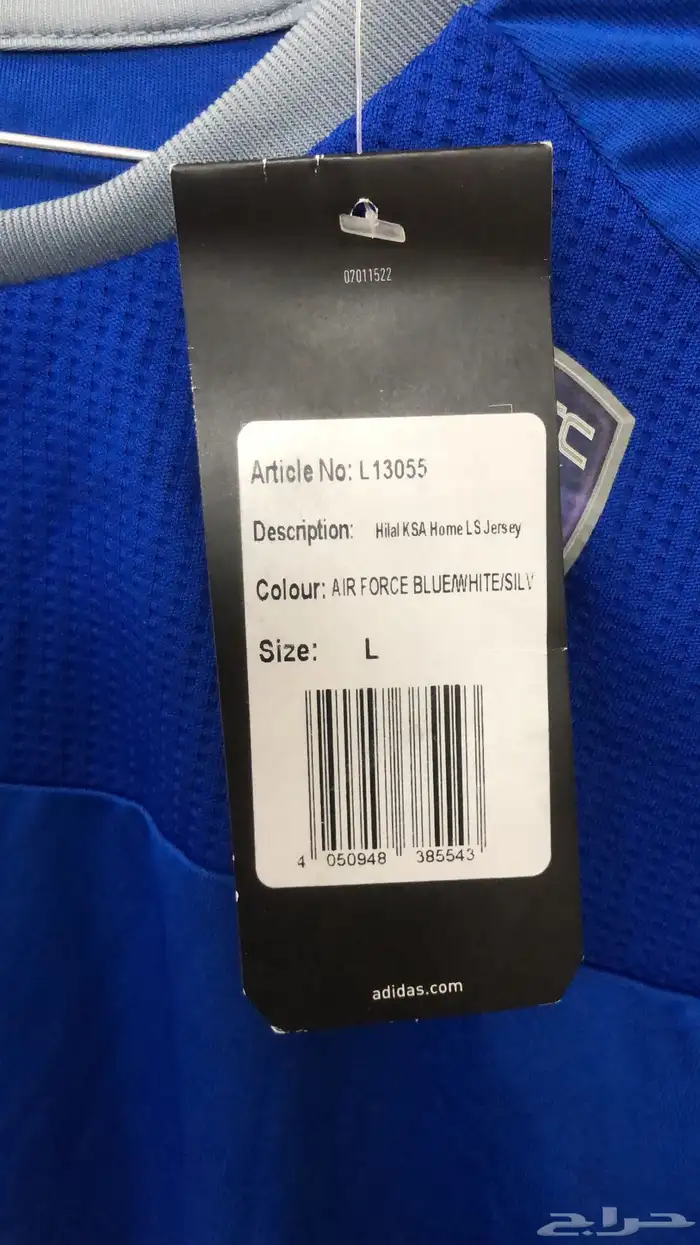 07011522
Article No: L13055
Description: Hilal KSA Home LS Jersey
Colour: AIR FORCE BLUE/WHITE/SILV
Size: L
4 050948 385543
adidas.com
حراج